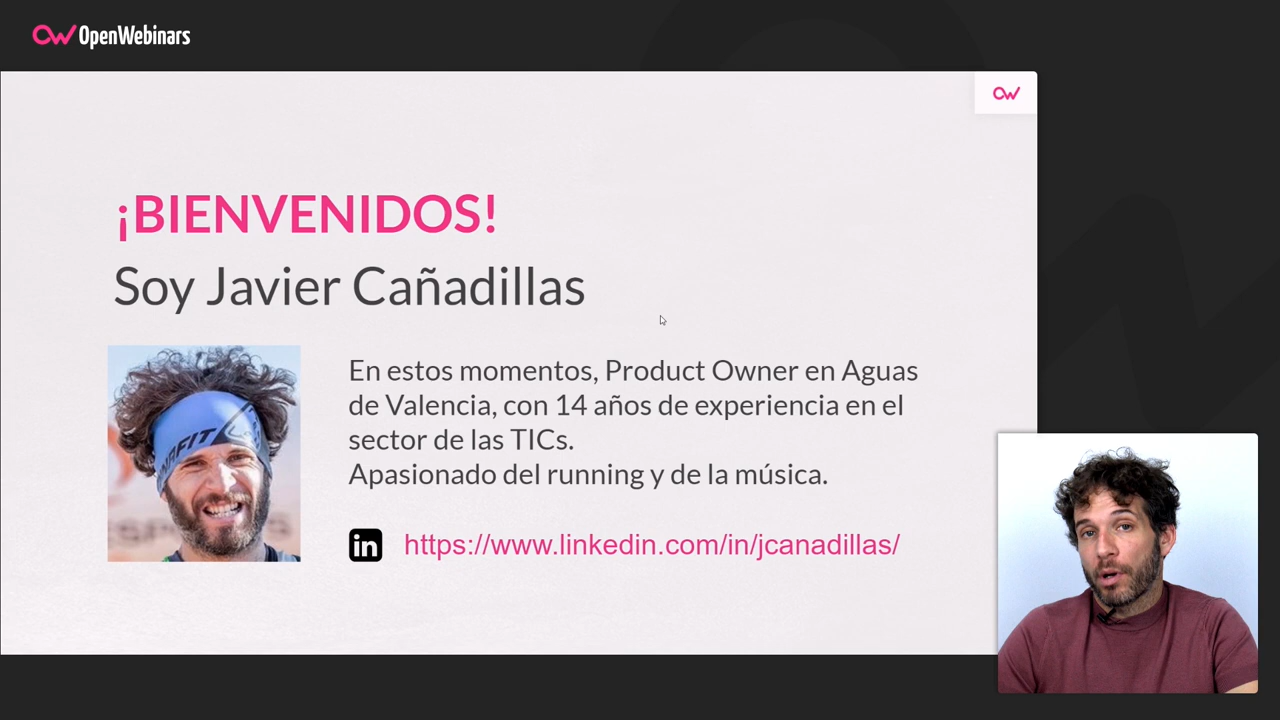 OpenWebinars
¡BIENVENIDOS!
Soy Javier Cañadillas
En estos momentos, Product Owner en Aguas
de Valencia, con 14 años de experiencia en el
sector de las TICs.
Apasionado del running y de la música.
in https://www.linkedin.com/in/jcanadillas/